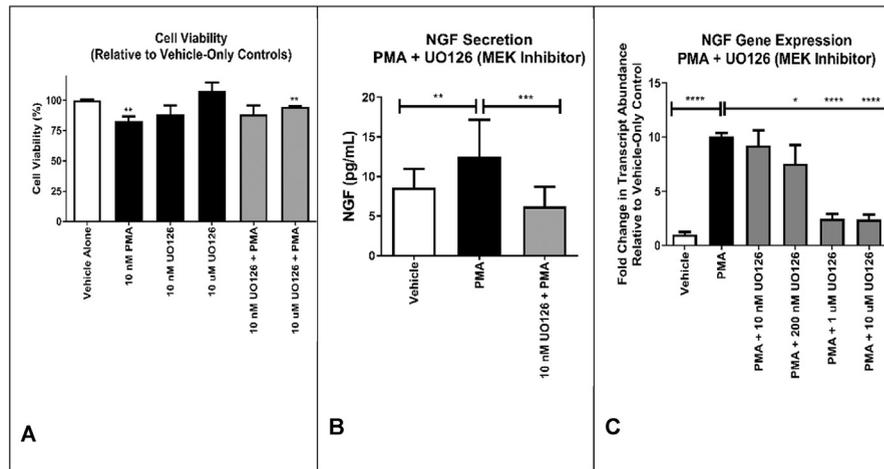 Cell Viability
(Relative to Vehicle-Only Controls)
Cell Viability (%)
100
75
50
25
0
**
**
Vehicle Alone
10 nM PMA
10 nM UO126
10 uM UO126
10 nM UO126 + PMA
10 uM UO126 + PMA
A
NGF Secretion
PMA + UO126 (MEK Inhibitor)
NGF (pg/mL)
20
15
10
5
0
**
***
Vehicle
PMA
10 nM UO126 + PMA
B
NGF Gene Expression
PMA + UO126 (MEK Inhibitor)
Fold Change in Transcript Abundance
Relative to Vehicle-Only Control
15
10
5
0
****
*
****
****
Vehicle
PMA
PMA + 10 nM UO126
PMA + 200 nM UO126
PMA + 1 uM UO126
PMA + 10 uM UO126
C